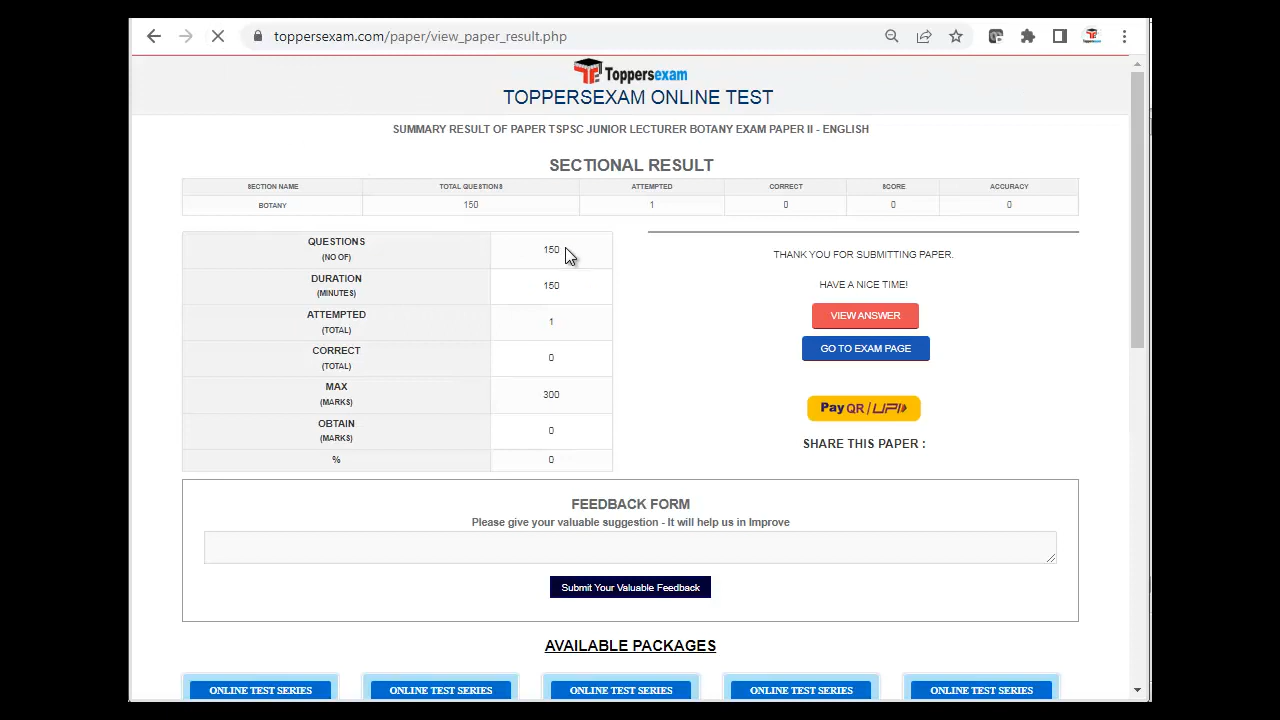 toppersexam.com/paper/view_paper_result.php
Toppersexam
TOPPERSEXAM ONLINE TEST
SUMMARY RESULT OF PAPER TSPSC JUNIOR LECTURER BOTANY EXAM PAPER II - ENGLISH
SECTIONAL RESULT
SECTION NAME TOTAL QUESTIONS ATTEMPTED CORRECT SCORE ACCURACY
BOTANY 150 1 0 0 0
QUESTIONS
(NO OF) 150
DURATION
(MINUTES) 150
ATTEMPTED
(TOTAL) 1
CORRECT
(TOTAL) 0
MAX
(MARKS) 300
OBTAIN
(MARKS) 0
% 0
THANK YOU FOR SUBMITTING PAPER.
HAVE A NICE TIME!
VIEW ANSWER
GO TO EXAM PAGE
Pay QR / UPI
SHARE THIS PAPER :
FEEDBACK FORM
Please give your valuable suggestion - It will help us in Improve
Submit Your Valuable Feedback
AVAILABLE PACKAGES
ONLINE TEST SERIES ONLINE TEST SERIES ONLINE TEST SERIES ONLINE TEST SERIES ONLINE TEST SERIES